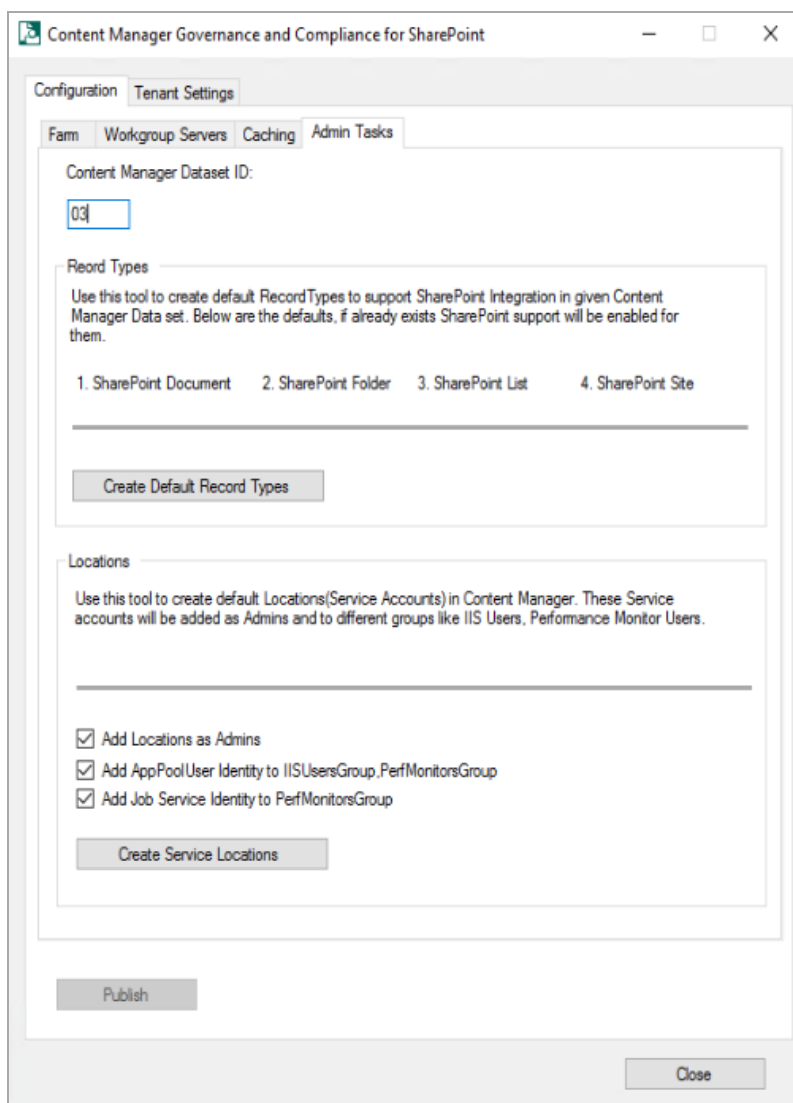 Content Manager Governance and Compliance for SharePoint
Configuration Tenant Settings
Farm Workgroup Servers Caching Admin Tasks
Content Manager Dataset ID:
03
Reord Types
Use this tool to create default RecordTypes to support SharePoint Integration in given Content
Manager Data set. Below are the defaults, if already exists SharePoint support will be enabled for
them.
1. SharePoint Document 2. SharePoint Folder 3. SharePoint List 4. SharePoint Site
Create Default Record Types
Locations
Use this tool to create default Locations(Service Accounts) in Content Manager. These Service
accounts will be added as Admins and to different groups like IIS Users, Performance Monitor Users.
Add Locations as Admins
Add AppPoolUser Identity to IISUsersGroup,PerfMonitorsGroup
Add Job Service Identity to PerfMonitorsGroup
Create Service Locations
Publish
Close